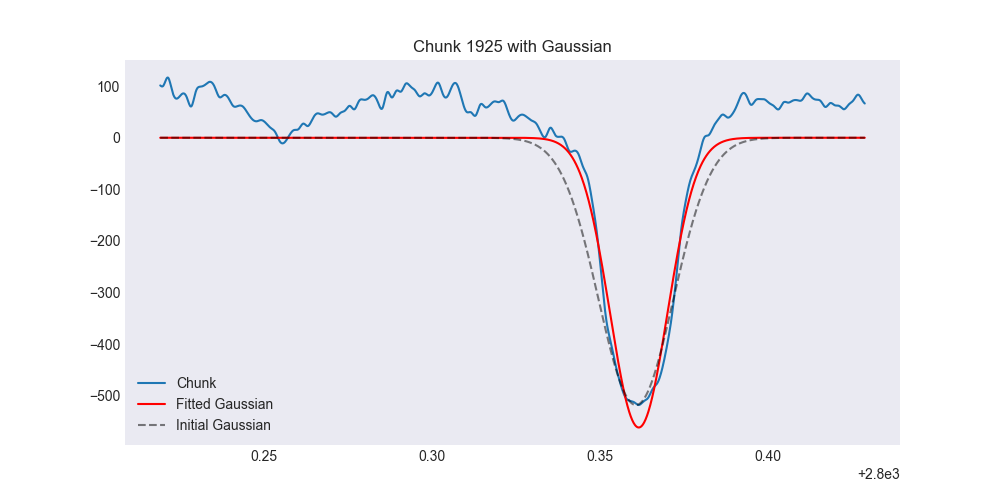 Chunk 1925 with Gaussian
100
0
−100
−200
−300
−400
−500
Chunk
Fitted Gaussian
Initial Gaussian
0.25 0.30 0.35 0.40
+2.8e3